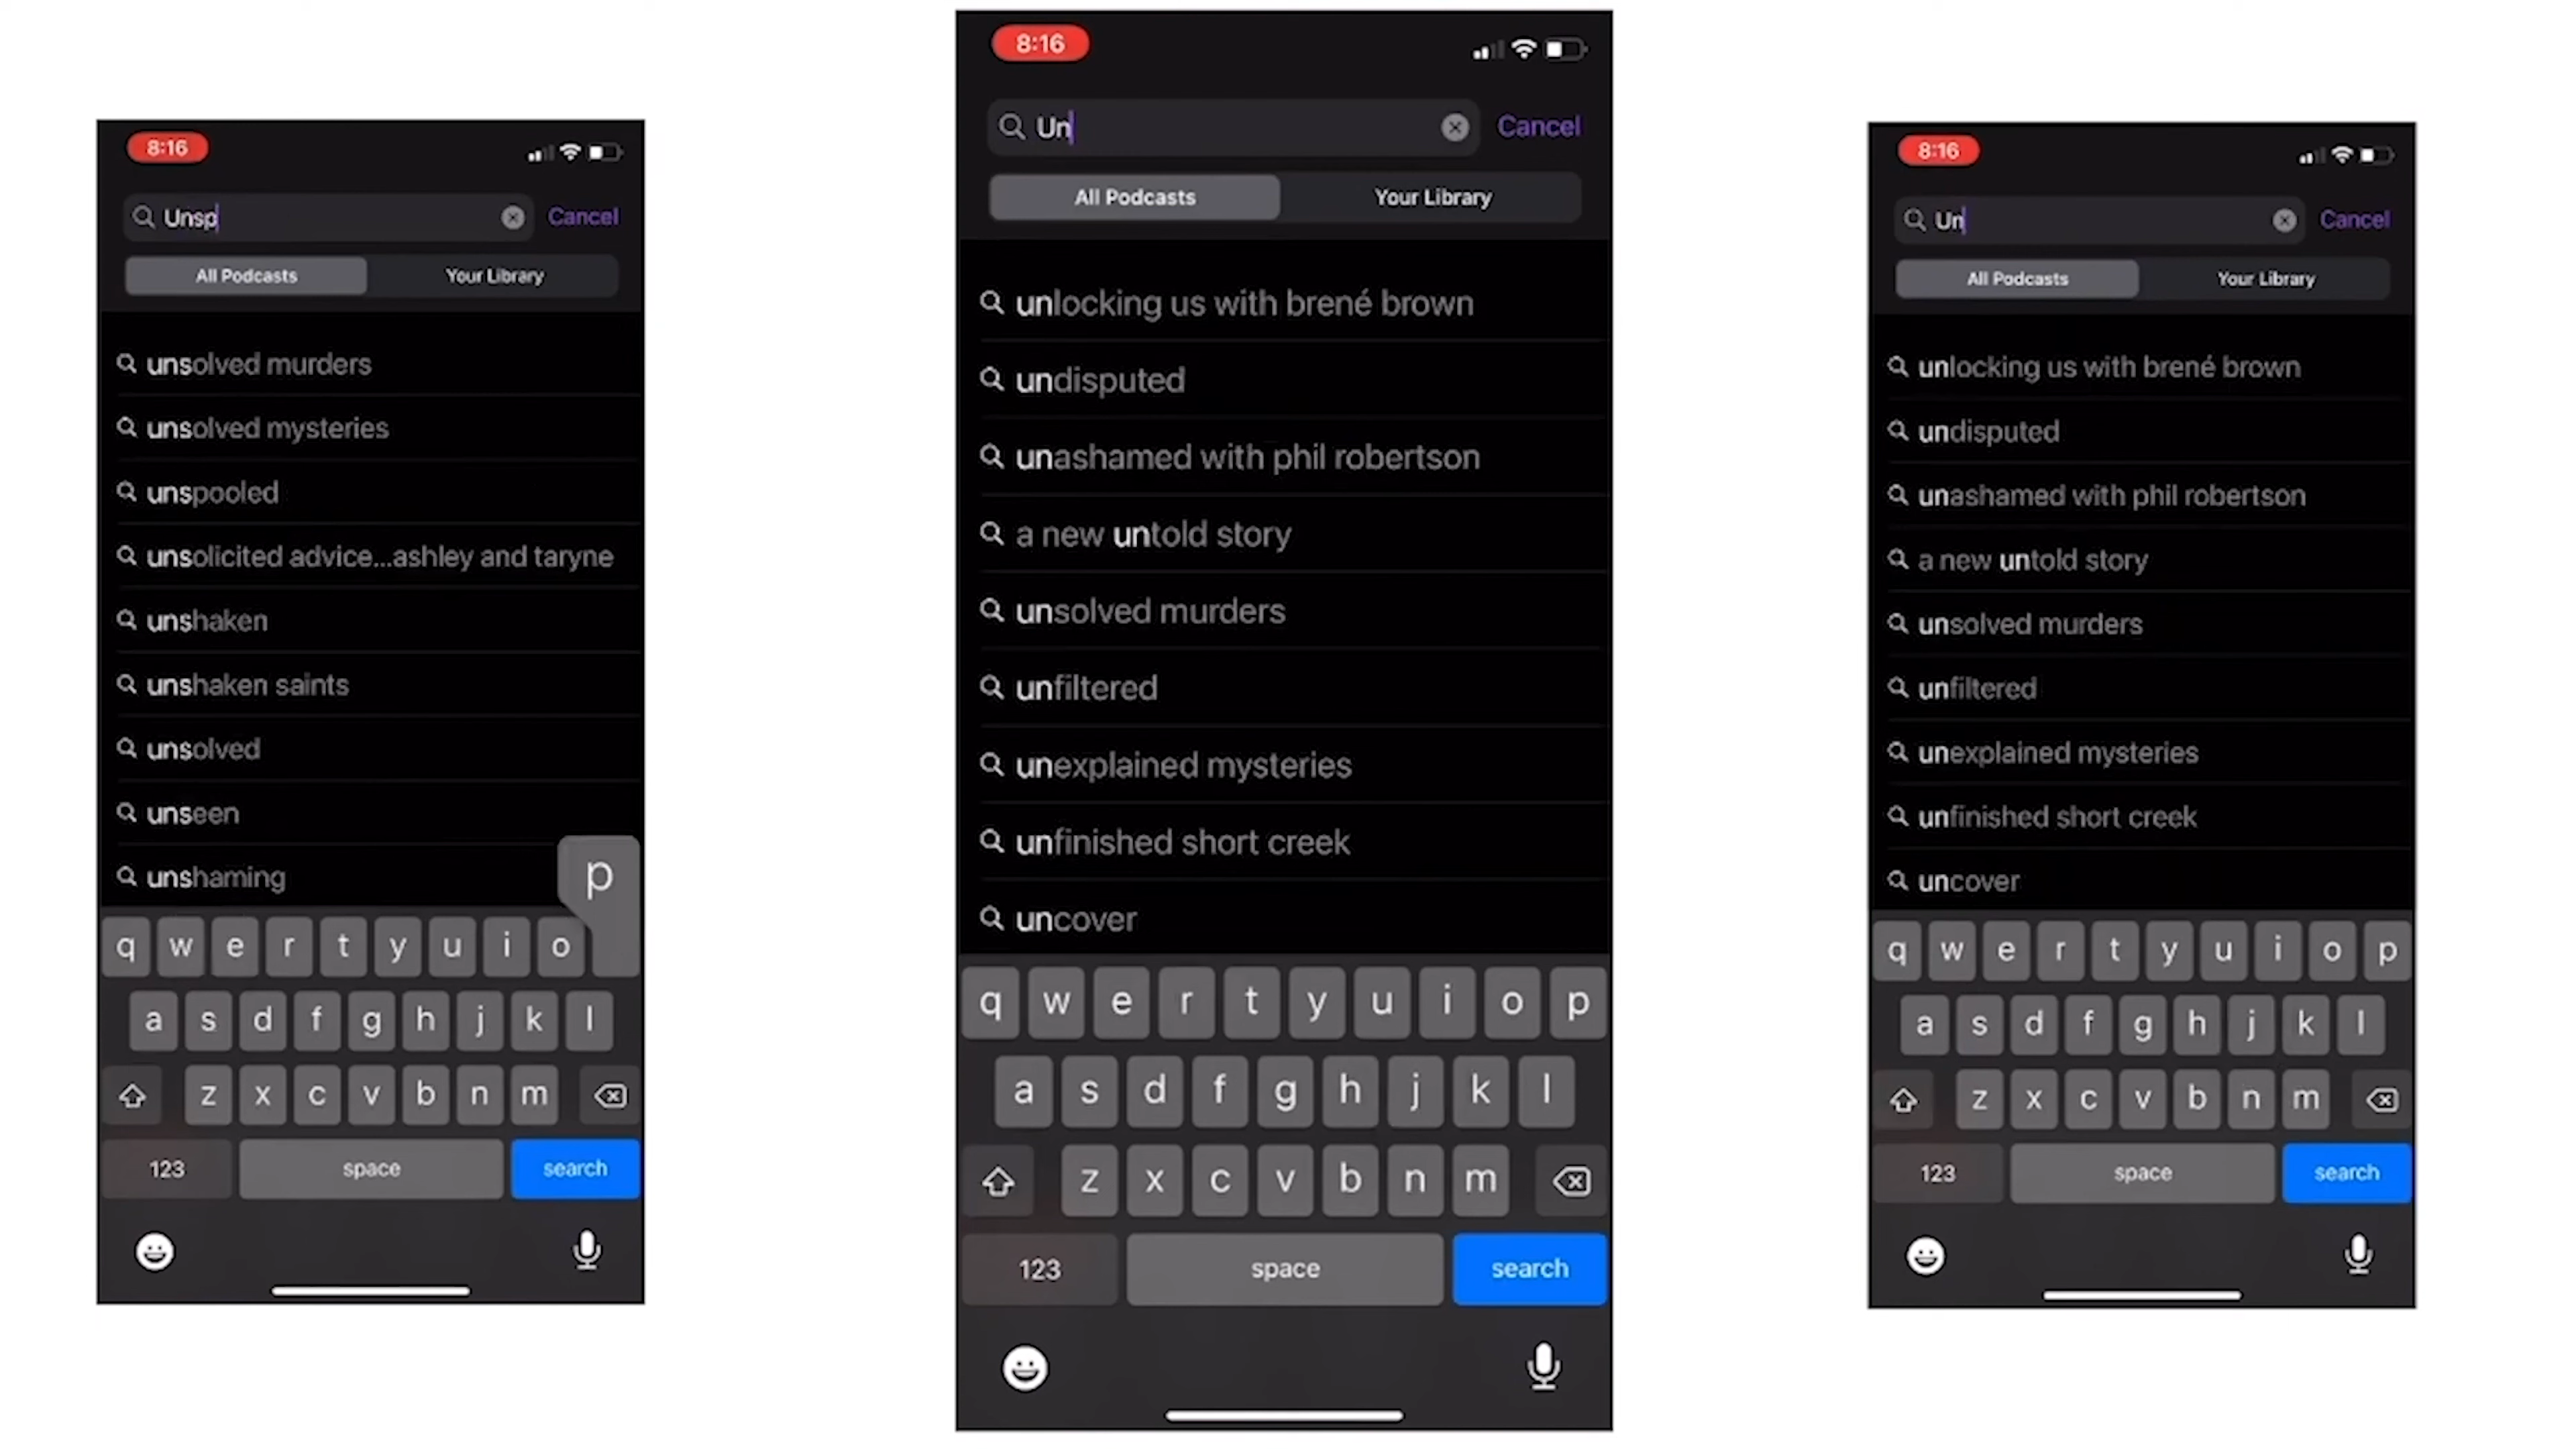 8:16
Unsp
Cancel
All Podcasts
Your Library
unsolved murders
unsolved mysteries
unspooled
unsolicited advice...ashley and taryne
unshaken
unshaken saints
unsolved
unseen
unshaming
p
q w e r t y u i o
a s d f g h j k l
z x c v b n m
123 space search
8:16
Un
Cancel
All Podcasts
Your Library
unlocking us with brené brown
undisputed
unashamed with phil robertson
a new untold story
unsolved murders
unfiltered
unexplained mysteries
unfinished short creek
uncover
q w e r t y u i o p
a s d f g h j k l
z x c v b n m
123 space search
8:16
Un
Cancel
All Podcasts
Your Library
unlocking us with brené brown
undisputed
unashamed with phil robertson
a new untold story
unsolved murders
unfiltered
unexplained mysteries
unfinished short creek
uncover
q w e r t y u i o p
a s d f g h j k l
z x c v b n m
123 space search